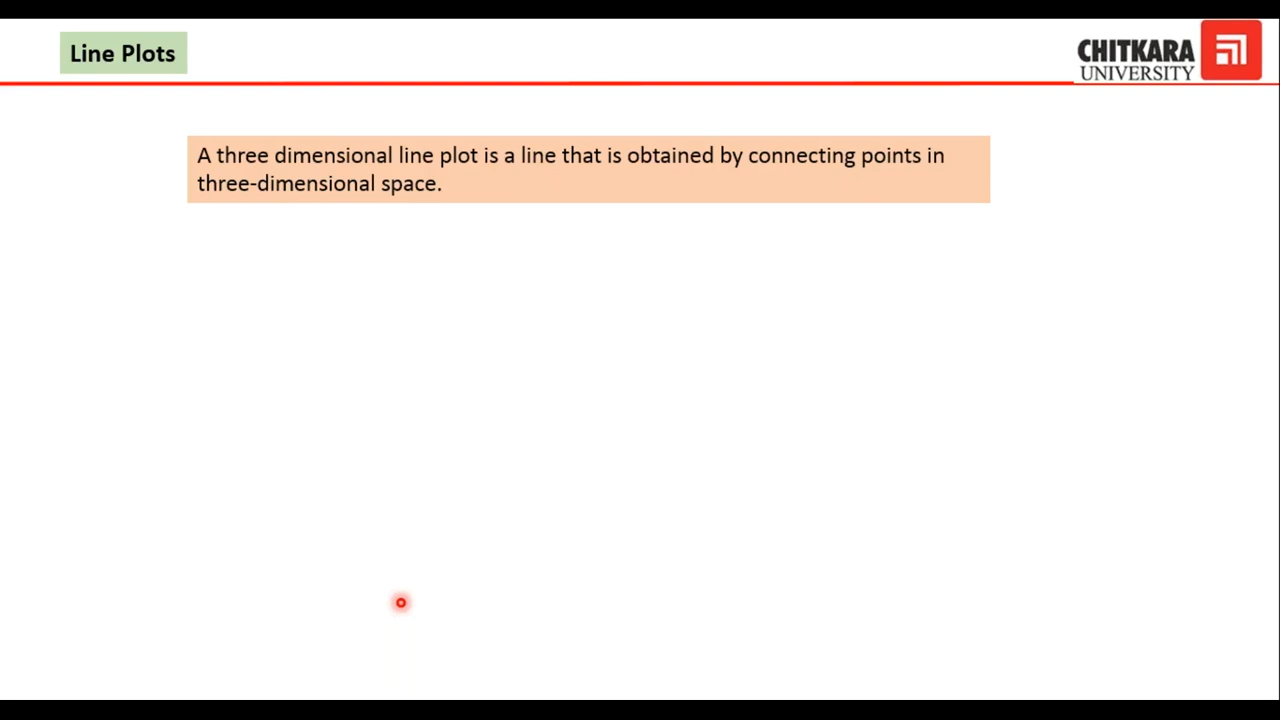 Line Plots
CHITKARA
UNIVERSITY
A three dimensional line plot is a line that is obtained by connecting points in
three-dimensional space.